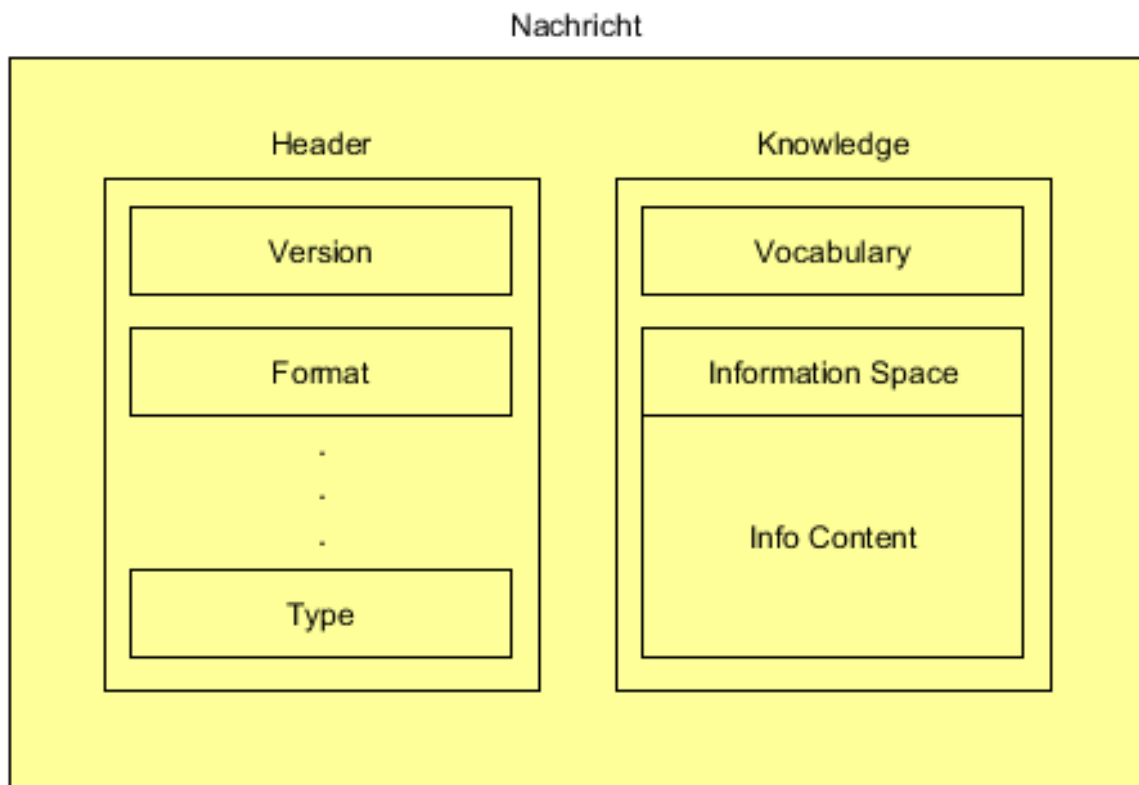 Nachricht
Header
Version
Format
.
.
.
Type
Knowledge
Vocabulary
Information Space
Info Content